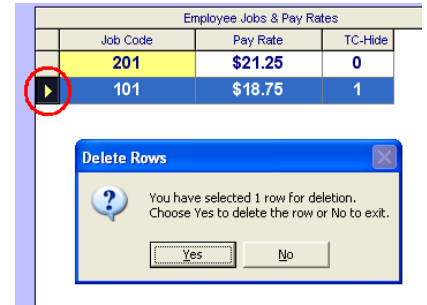 Employee Jobs & Pay Rates
Job Code Pay Rate TC-Hide
201 $21.25 0
101 $18.75 1
Delete Rows
You have selected 1 row for deletion.
Choose Yes to delete the row or No to exit.
Yes No